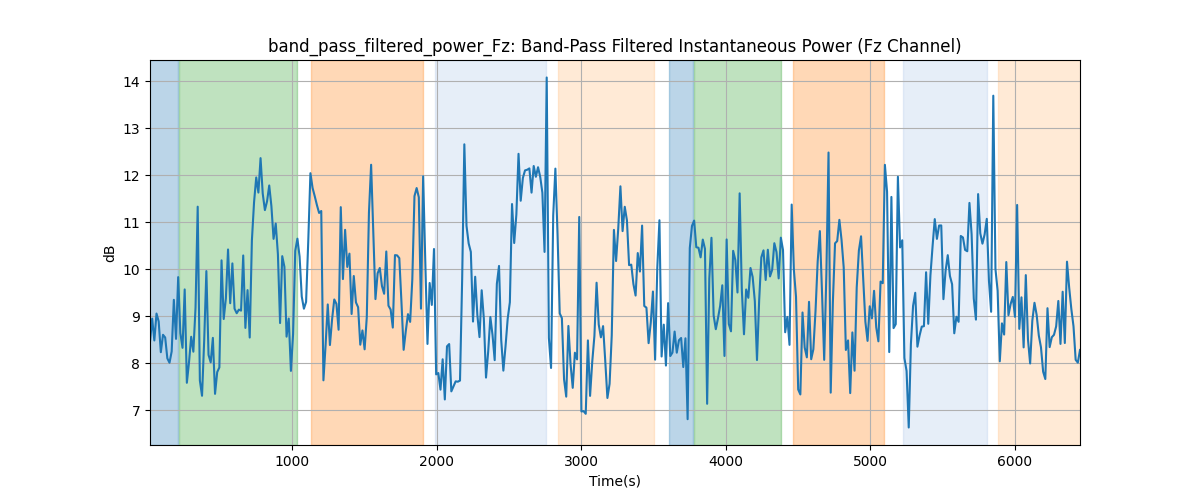 band_pass_filtered_power_Fz: Band-Pass Filtered Instantaneous Power (Fz Channel)
14
13
12
11
10
9
8
7
dB
1000 2000 3000 4000 5000 6000
Time(s)